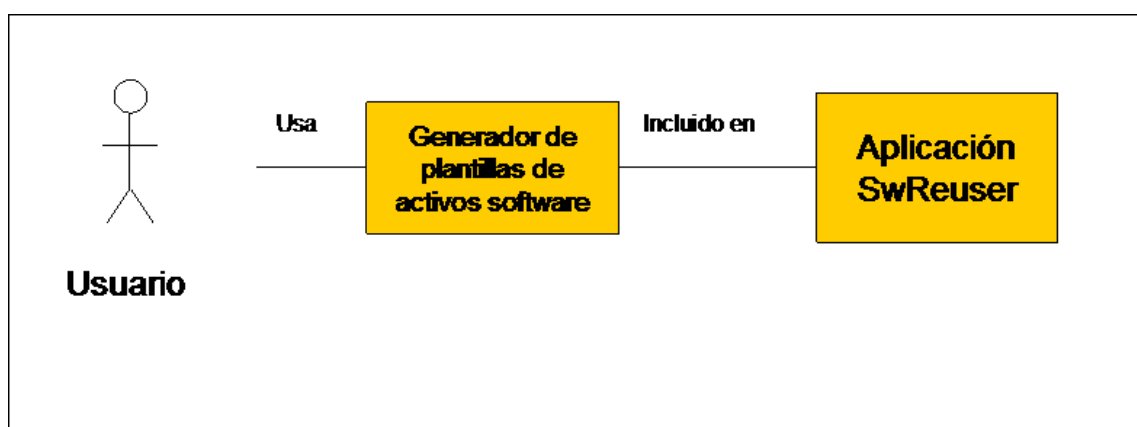 Usa
Generador de
plantillas de
activos software
Incluido en
Aplicación
SwReuser
Usuario